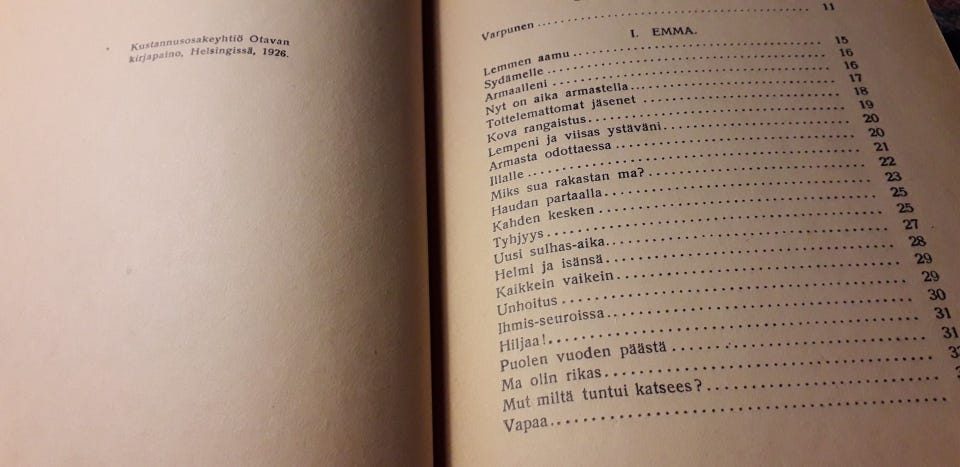 Kustannusosakeyhtiö Otavan
kirjapaino, Helsingissä, 1926.
Varpunen 11
I. EMMA.
Lemmen aamu 15
Sydämelle 16
Armaalleni 16
Nyt on aika armastella 17
Tottelemattomat jäsenet 18
Kova rangaistus 19
Lempeni ja viisas ystäväni 20
Armasta odottaessa 20
Illalle 21
Miks sua rakastan ma? 22
Haudan partaalla 23
Kahden kesken 25
Tyhjyys 25
Uusi sulhas-aika 27
Helmi ja isänsä 28
Kaikkein vaikein 29
Unhoitus 29
Ihmis-seuroissa 30
Hiljaa! 31
Puolen vuoden päästä 31
Ma olin rikas
Mut miltä tuntui katsees?
Vapaa